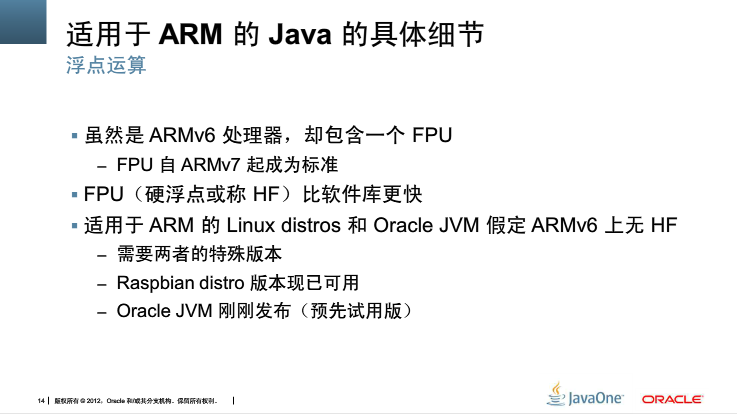 适用于 ARM 的 Java 的具体细节
浮点运算
▪ 虽然是 ARMv6 处理器，却包含一个 FPU
– FPU 自 ARMv7 起成为标准
▪ FPU（硬浮点或称 HF）比软件库更快
▪ 适用于 ARM 的 Linux distros 和 Oracle JVM 假定 ARMv6 上无 HF
– 需要两者的特殊版本
– Raspbian distro 版本现已可用
– Oracle JVM 刚刚发布（预先试用版）
14 版权所有 @ 2012，Oracle 和/或其分支机构。保留所有权利。
JavaOne
ORACLE